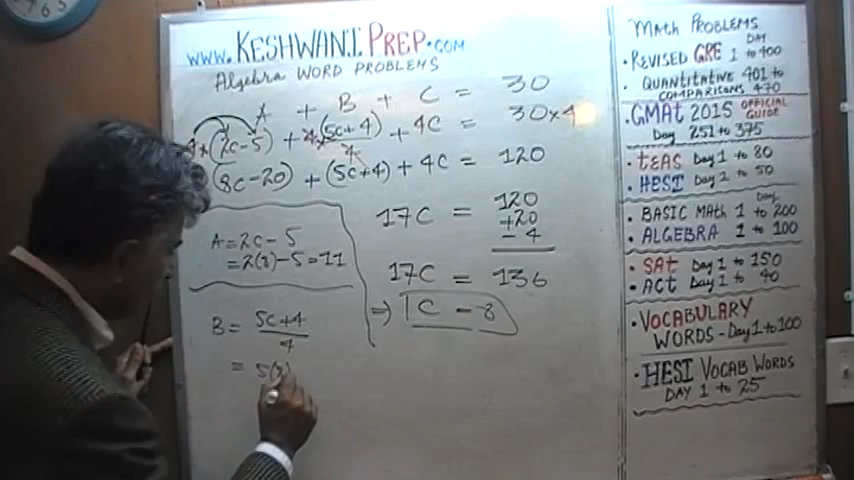 www.KESHWANIPREP.COM
Algebra WORD PROBLEMS
A + B + C = 30
4×(2C-5) + 4×(5C+4)/4 + 4C = 30×4
(8C-20) + (5C+4) + 4C = 120
17C = 120
+20
- 4
17C = 136
⇒ C - 8
A = 2C - 5
= 2(8) - 5 = 11
B = 5C+4
4
= 5(8)
MATH PROBLEMS
DAY
• REVISED GRE 1 to 400
• QUANTITATIVE 401 to
COMPARISONS 470
• GMAT 2015 OFFICIAL GUIDE
Day 251 to 375
• TEAS Day 1 to 80
• HESI Day 1 to 50
Day
• BASIC Math 1 to 200
• ALGEBRA 1 to 100
• SAT Day 1 to 150
• ACT Day 1 to 40
• VOCABULARY
WORDS - Day 1 to 100
• HESI VOCAB WORDS
DAY 1 to 25